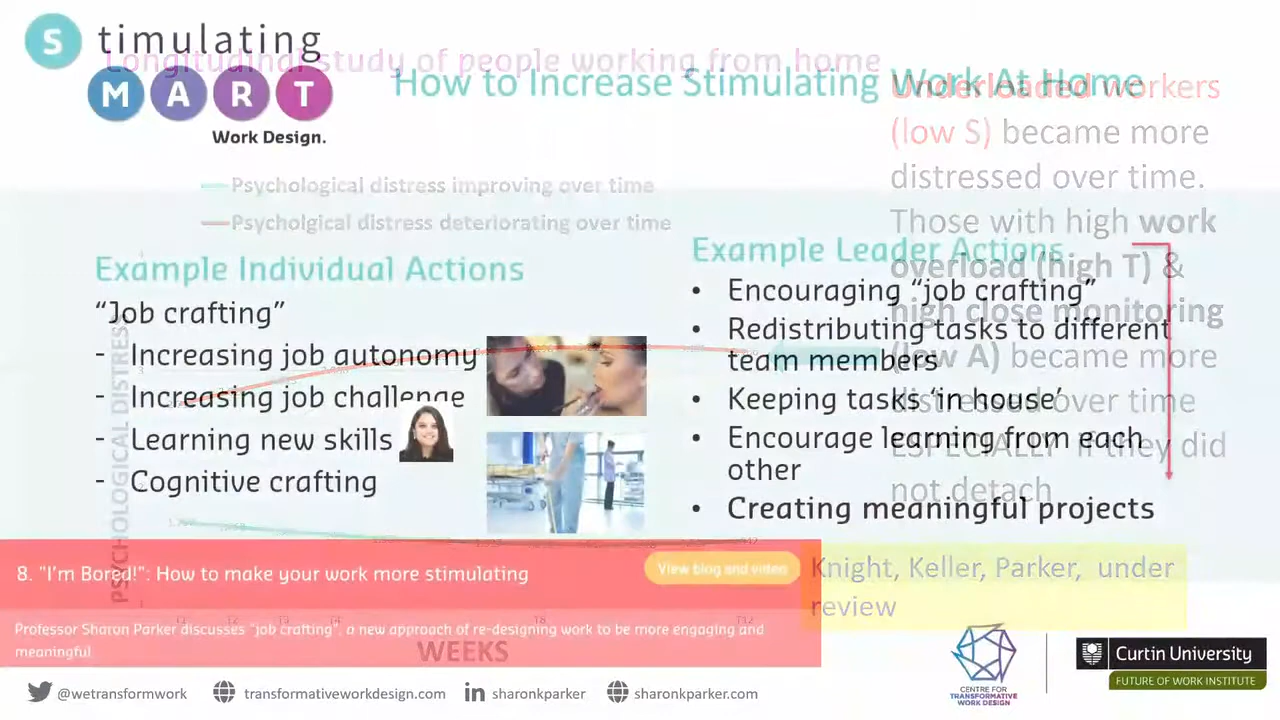 S timulating
MART
Work Design.
Longitudinal study of people working from home
How to Increase Stimulating Work At Home
Psychological distress improving over time
Psycholgical distress deteriorating over time
Example Individual Actions
“Job crafting”
- Increasing job autonomy
- Increasing job challenge
- Learning new skills
- Cognitive crafting
PSYCHOLOGICAL DISTRESS
WEEKS
Example Leader Actions
• Encouraging “job crafting”
• Redistributing tasks to different
team members
• Keeping tasks ‘in house’
• Encourage learning from each
other
• Creating meaningful projects
Underloaded workers
(low S) became more
distressed over time.
Those with high work
overload (high T) &
high close monitoring
(low A) became more
distressed over time
ESPECIALLY if they did
not detach
Knight, Keller, Parker, under
review
8. "I'm Bored!": How to make your work more stimulating
View blog and video
Professor Sharon Parker discusses "job crafting": a new approach of re-designing work to be more engaging and
meaningful
@wetransformwork transformativeworkdesign.com sharonkparker sharonkparker.com
CENTRE FOR
TRANSFORMATIVE
WORK DESIGN
Curtin University
FUTURE OF WORK INSTITUTE